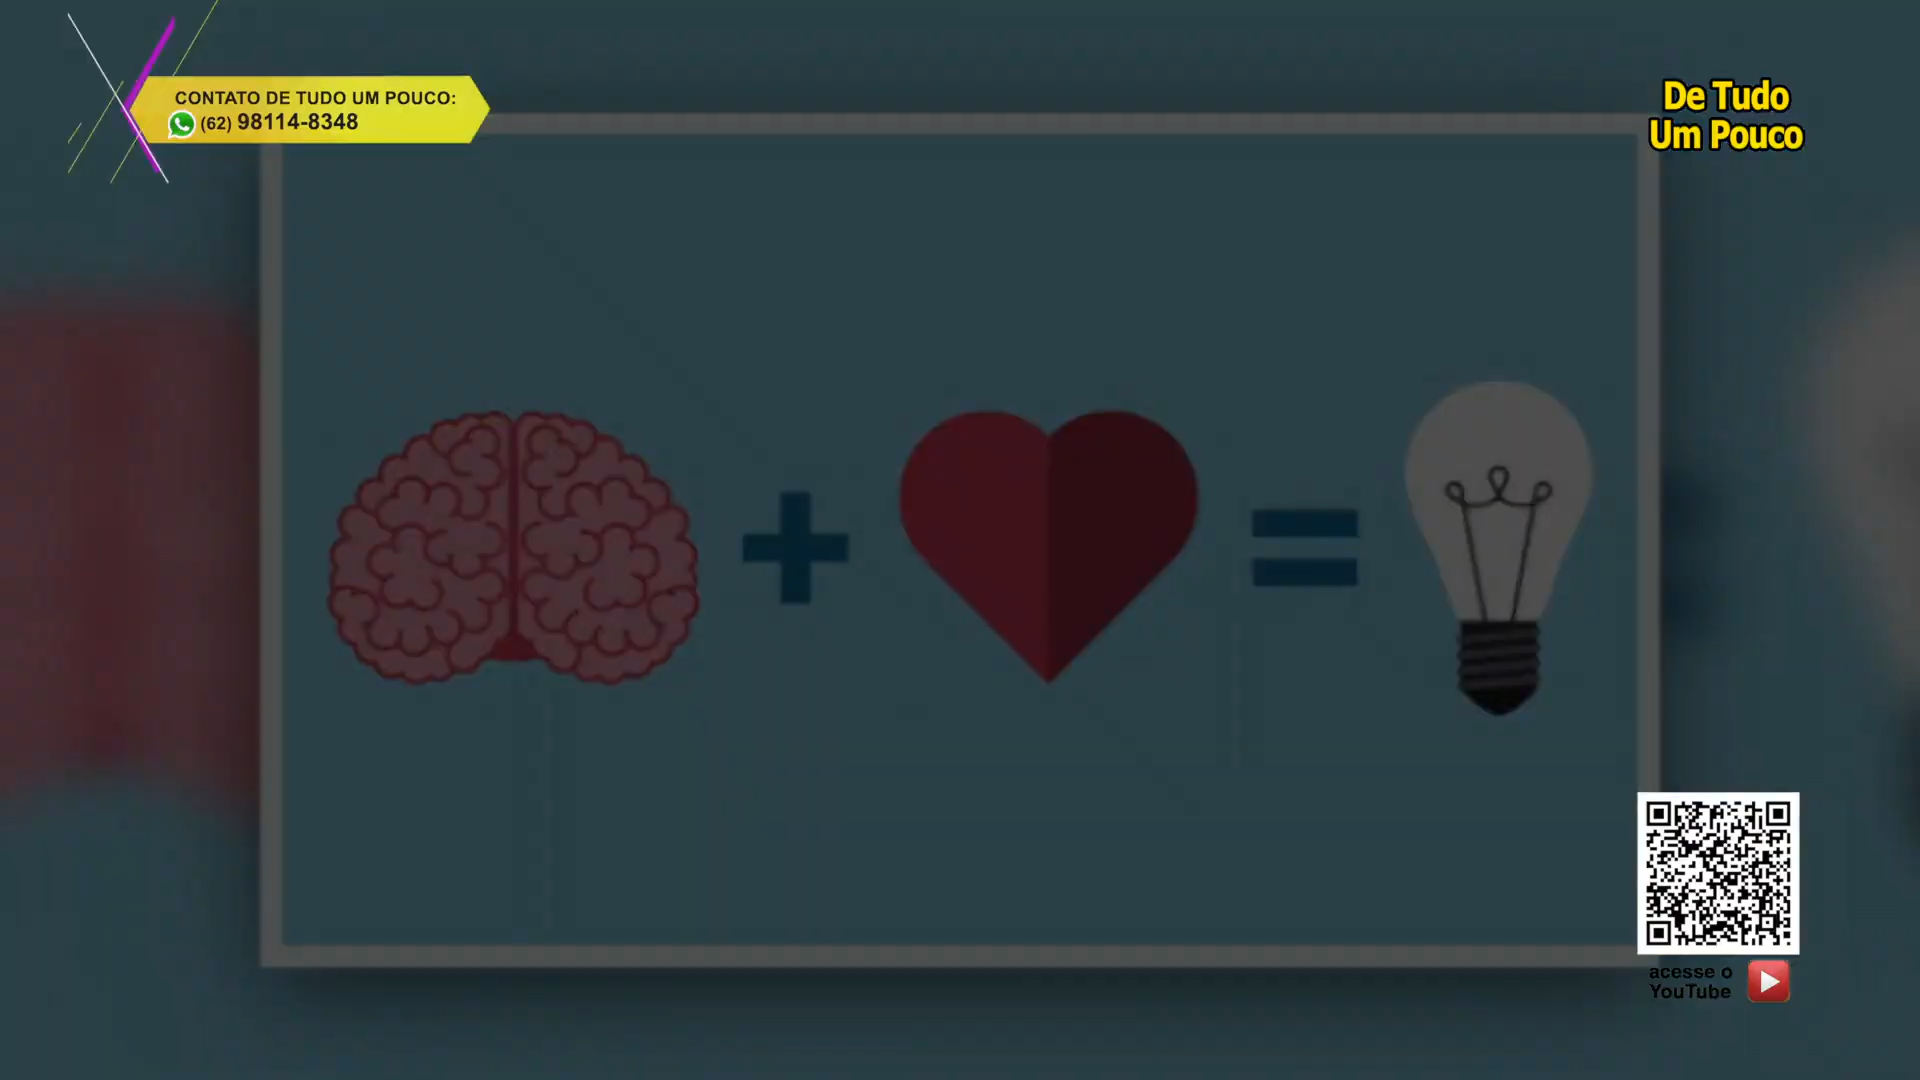 CONTATO DE TUDO UM POUCO:
(62) 98114-8348
De Tudo
Um Pouco
acesse o
YouTube